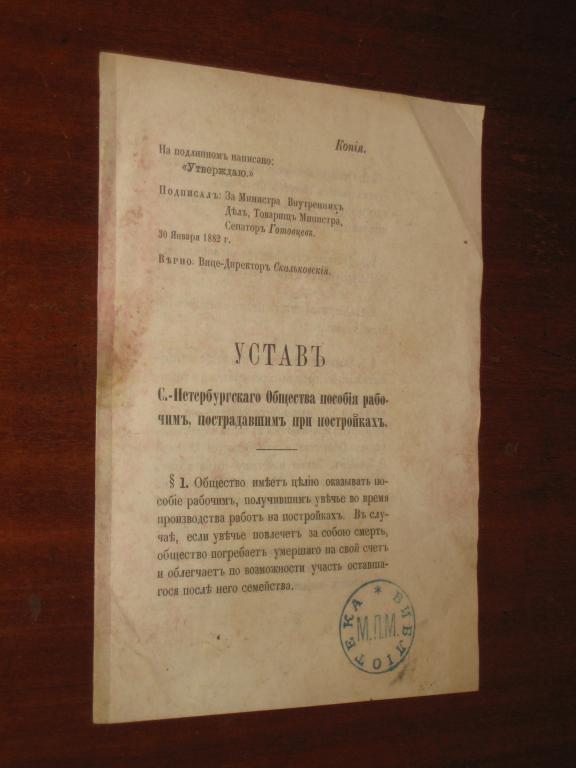 Копія.
На подлинномъ написано:
«Утверждаю.»
Подписалъ: За Министра Внутреннихъ
Дѣлъ, Товарищъ Министра,
Сенаторъ Готовцевъ.
30 Января 1882 г.
Вѣрно: Вице-Директоръ Скальковскій.
УСТАВЪ
С.-Петербургскаго Общества пособія рабо-
чимъ, пострадавшимъ при постройкахъ.
§ 1. Общество имѣетъ цѣлію оказывать по-
собіе рабочимъ, получившимъ увѣчье во время
производства работъ на постройкахъ. Въ слу-
чаѣ, если увѣчье повлечетъ за собою смерть,
общество погребаетъ умершаго на свой счетъ
и облегчаетъ по возможности участь оставша-
гося послѣ него семейства.
БИБЛІОТЕКА
М.П.М.